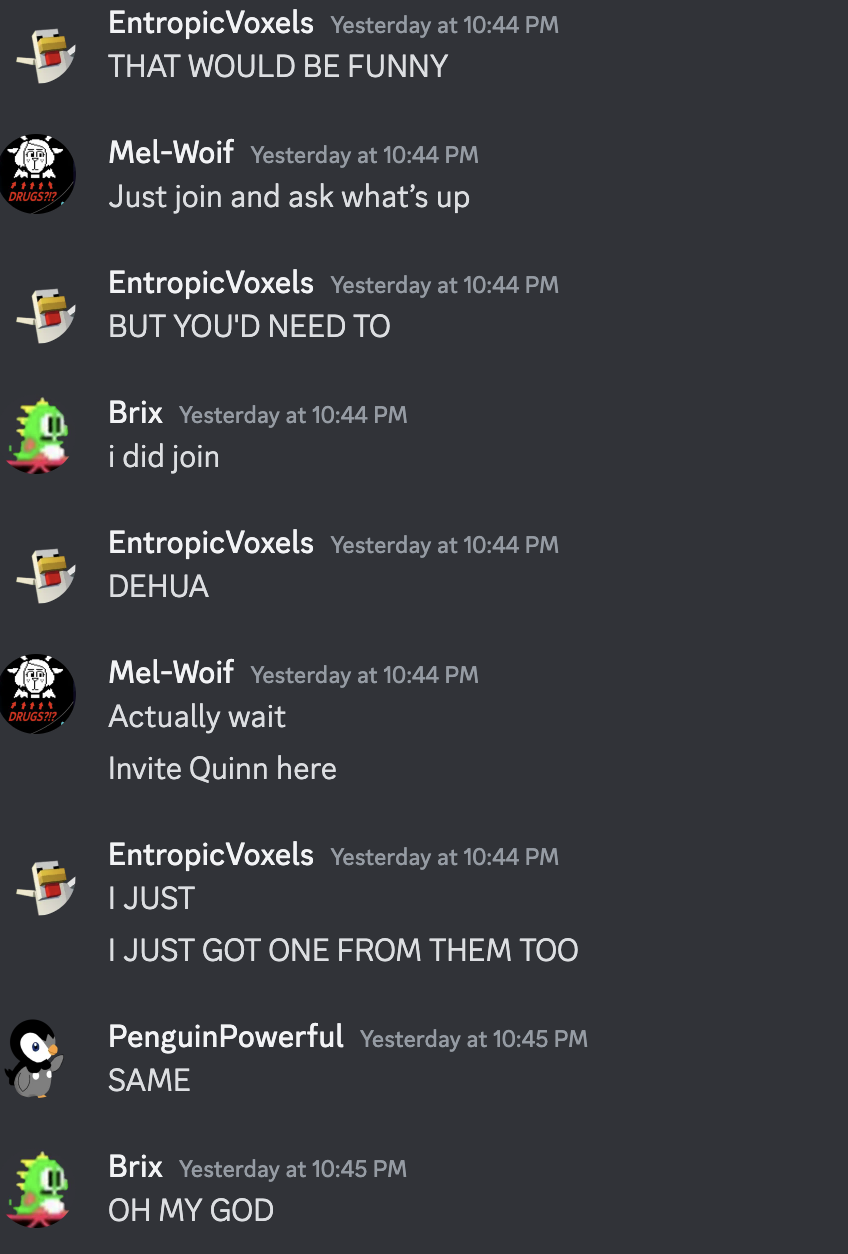 EntropicVoxels Yesterday at 10:44 PM
THAT WOULD BE FUNNY
Mel-Woif Yesterday at 10:44 PM
DRUGS?!?
Just join and ask what’s up
EntropicVoxels Yesterday at 10:44 PM
BUT YOU'D NEED TO
Brix Yesterday at 10:44 PM
i did join
EntropicVoxels Yesterday at 10:44 PM
DEHUA
Mel-Woif Yesterday at 10:44 PM
DRUGS?!?
Actually wait
Invite Quinn here
EntropicVoxels Yesterday at 10:44 PM
I JUST
I JUST GOT ONE FROM THEM TOO
PenguinPowerful Yesterday at 10:45 PM
SAME
Brix Yesterday at 10:45 PM
OH MY GOD